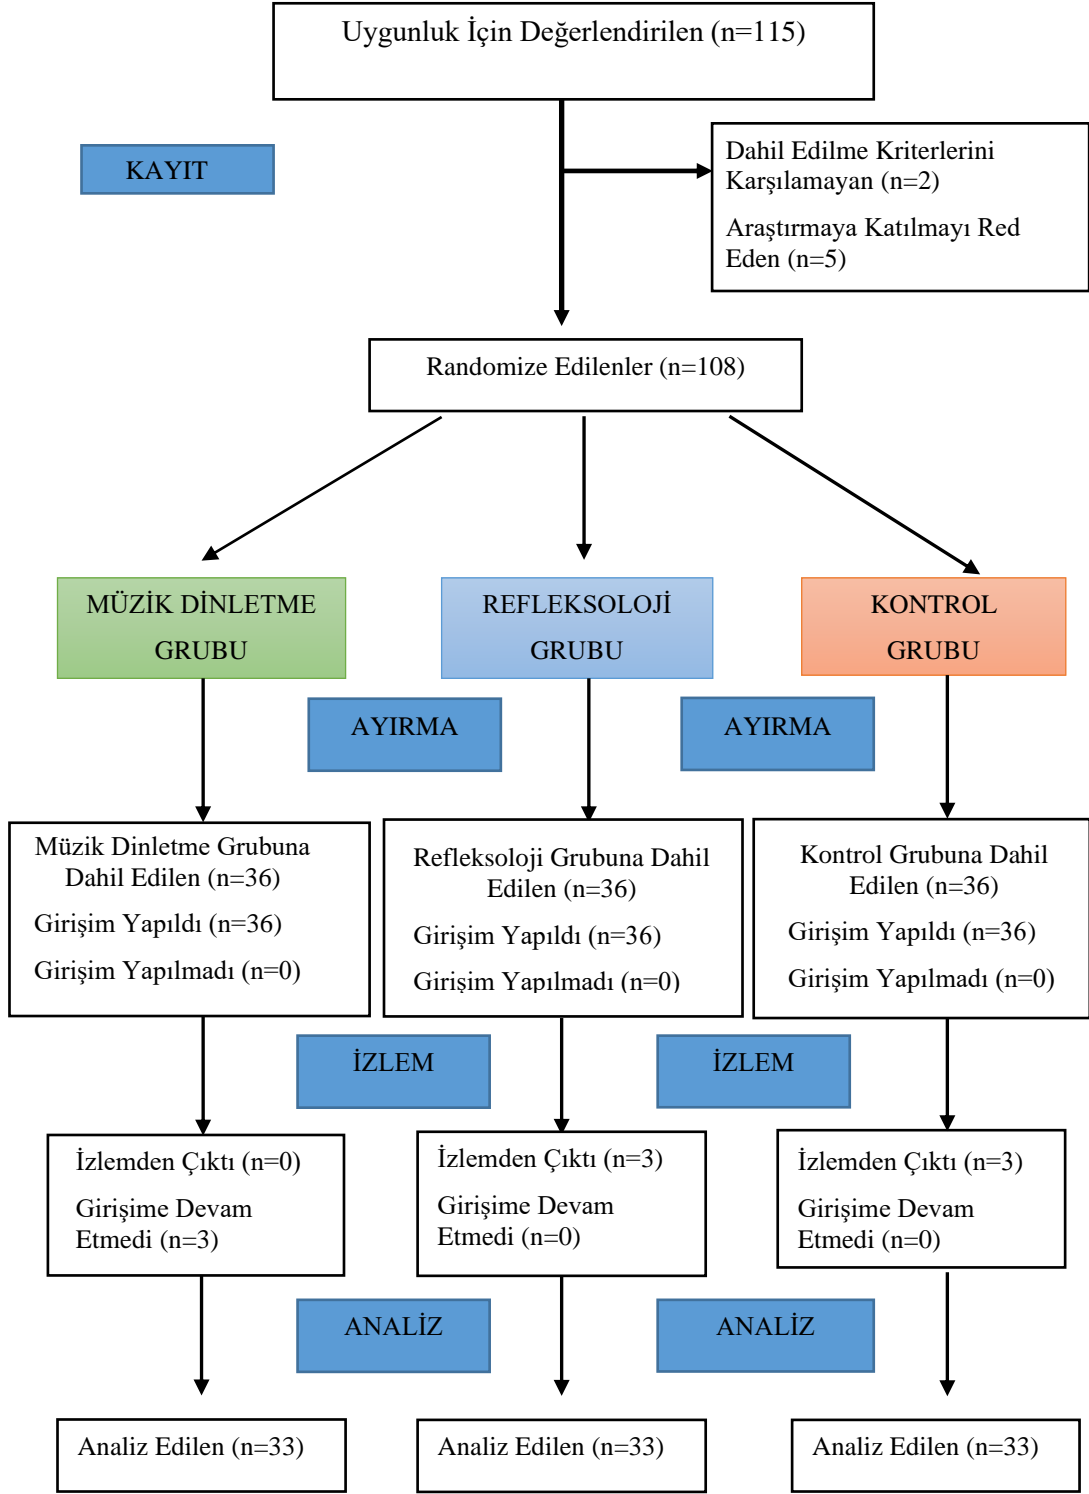 Uygunluk İçin Değerlendirilen (n=115)
KAYIT
Dahil Edilme Kriterlerini
Karşılamayan (n=2)
Araştırmaya Katılmayı Red
Eden (n=5)
Randomize Edilenler (n=108)
MÜZİK DİNLETME
GRUBU
REFLEKSOLOJİ
GRUBU
KONTROL
GRUBU
AYIRMA
AYIRMA
Müzik Dinletme Grubuna
Dahil Edilen (n=36)
Girişim Yapıldı (n=36)
Girişim Yapılmadı (n=0)
Refleksoloji Grubuna Dahil
Edilen (n=36)
Girişim Yapıldı (n=36)
Girişim Yapılmadı (n=0)
Kontrol Grubuna Dahil
Edilen (n=36)
Girişim Yapıldı (n=36)
Girişim Yapılmadı (n=0)
İZLEM
İZLEM
İzlemden Çıktı (n=0)
Girişime Devam
Etmedi (n=3)
İzlemden Çıktı (n=3)
Girişime Devam
Etmedi (n=0)
İzlemden Çıktı (n=3)
Girişime Devam
Etmedi (n=0)
ANALİZ
ANALİZ
Analiz Edilen (n=33)
Analiz Edilen (n=33)
Analiz Edilen (n=33)